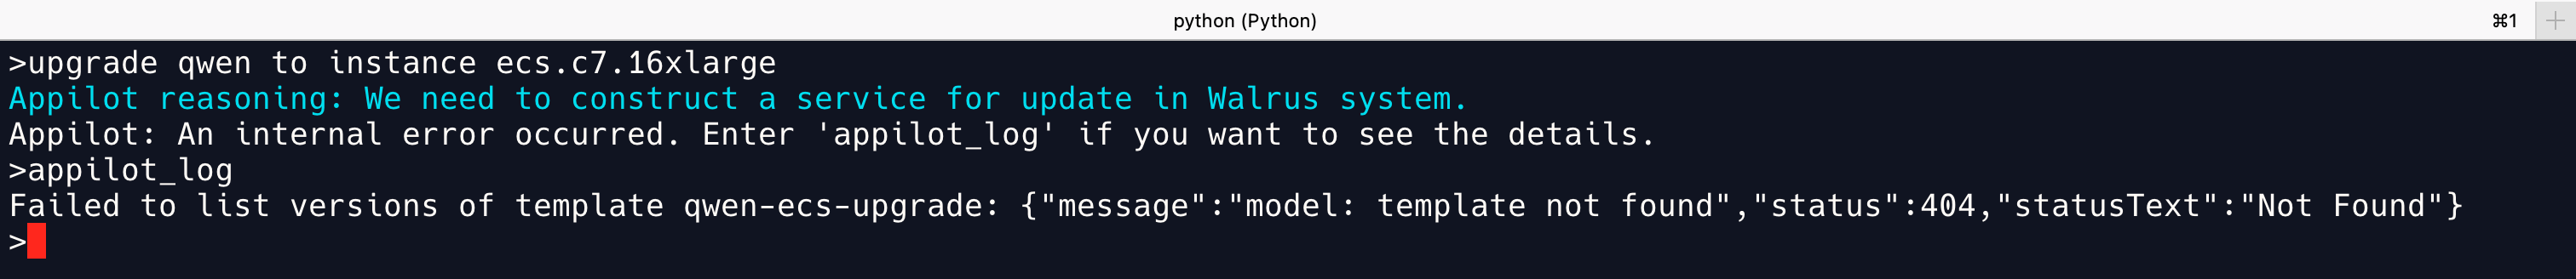 python (Python)
⌘1
>upgrade qwen to instance ecs.c7.16xlarge
Appilot reasoning: We need to construct a service for update in Walrus system.
Appilot: An internal error occurred. Enter 'appilot_log' if you want to see the details.
>appilot_log
Failed to list versions of template qwen-ecs-upgrade: {"message":"model: template not found","status":404,"statusText":"Not Found"}
>